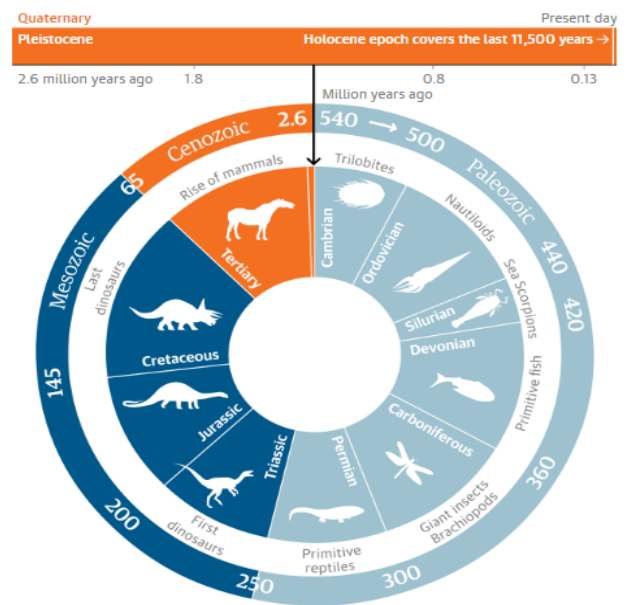 Quaternary
Present day
Pleistocene
Holocene epoch covers the last 11,500 years →
2.6 million years ago
1.8
0.8
0.13
Million years ago
Cenozoic
2.6
540 → 500
Paleozoic
440
420
360
300
250
200
145
Mesozoic
65
Rise of mammals
Trilobites
Nautiloids
Sea Scorpions
Primitive fish
Giant insects
Brachiopods
Primitive
reptiles
First
dinosaurs
Last
dinosaurs
Tertiary
Cambrian
Ordovician
Silurian
Devonian
Carboniferous
Permian
Triassic
Jurassic
Cretaceous